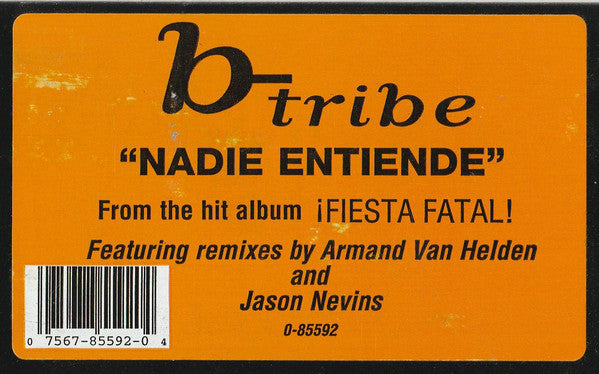 b-tribe
“NADIE ENTIENDE”
From the hit album ¡FIESTA FATAL!
Featuring remixes by Armand Van Helden
and
Jason Nevins
0-85592
0 7567-85592-0 4